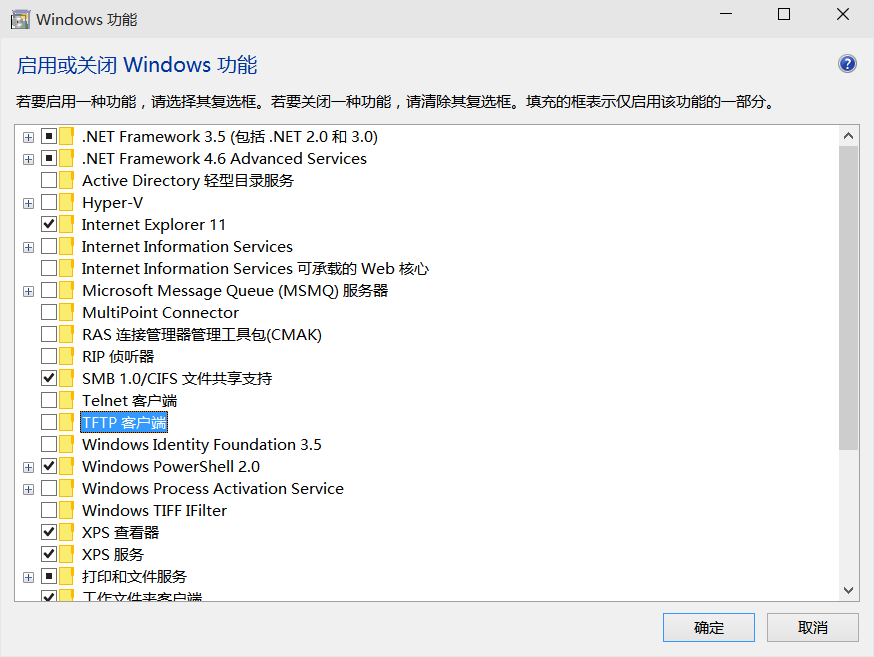 Windows 功能
启用或关闭 Windows 功能
若要启用一种功能，请选择其复选框。若要关闭一种功能，请清除其复选框。填充的框表示仅启用该功能的一部分。
.NET Framework 3.5 (包括 .NET 2.0 和 3.0)
.NET Framework 4.6 Advanced Services
Active Directory 轻型目录服务
Hyper-V
Internet Explorer 11
Internet Information Services
Internet Information Services 可承载的 Web 核心
Microsoft Message Queue (MSMQ) 服务器
MultiPoint Connector
RAS 连接管理器管理工具包(CMAK)
RIP 侦听器
SMB 1.0/CIFS 文件共享支持
Telnet 客户端
TFTP 客户端
Windows Identity Foundation 3.5
Windows PowerShell 2.0
Windows Process Activation Service
Windows TIFF IFilter
XPS 查看器
XPS 服务
打印和文件服务
工作文件夹客户端
确定
取消